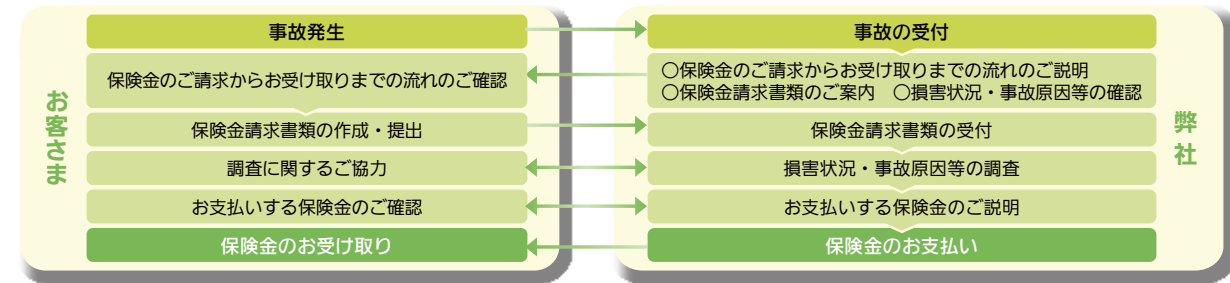 お客さま
事故発生
保険金のご請求からお受け取りまでの流れのご確認
保険金請求書類の作成・提出
調査に関するご協力
お支払いする保険金のご確認
保険金のお受け取り
事故の受付
○保険金のご請求からお受け取りまでの流れのご説明
○保険金請求書類のご案内　○損害状況・事故原因等の確認
保険金請求書類の受付
損害状況・事故原因等の調査
お支払いする保険金のご説明
保険金のお支払い
弊社